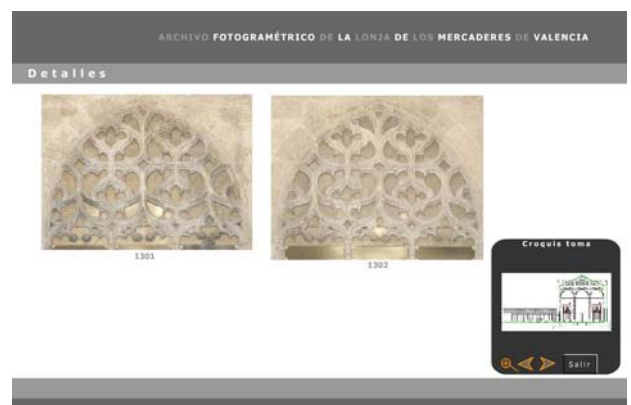 ARCHIVO FOTOGRAMÉTRICO DE LA LONJA DE LOS MERCADERES DE VALENCIA
Detalles
1301
1302
Croquis toma
Salir